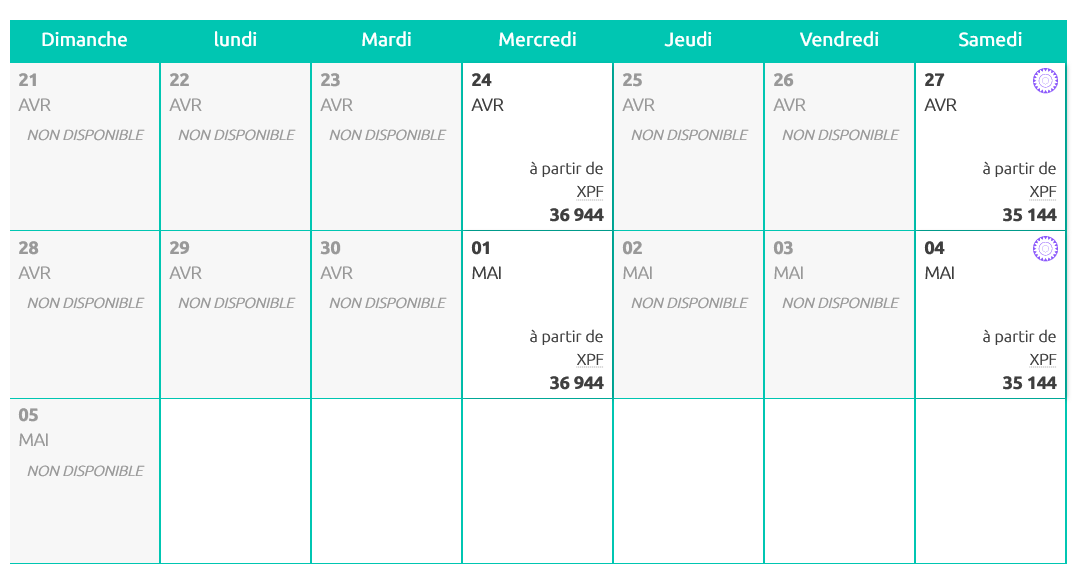 Dimanche lundi Mardi Mercredi Jeudi Vendredi Samedi
21 22 23 24 25 26 27
AVR AVR AVR AVR AVR AVR AVR
NON DISPONIBLE NON DISPONIBLE NON DISPONIBLE NON DISPONIBLE NON DISPONIBLE
à partir de à partir de
XPF XPF
36 944 35 144
28 29 30 01 02 03 04
AVR AVR AVR MAI MAI MAI MAI
NON DISPONIBLE NON DISPONIBLE NON DISPONIBLE NON DISPONIBLE NON DISPONIBLE
à partir de à partir de
XPF XPF
36 944 35 144
05
MAI
NON DISPONIBLE